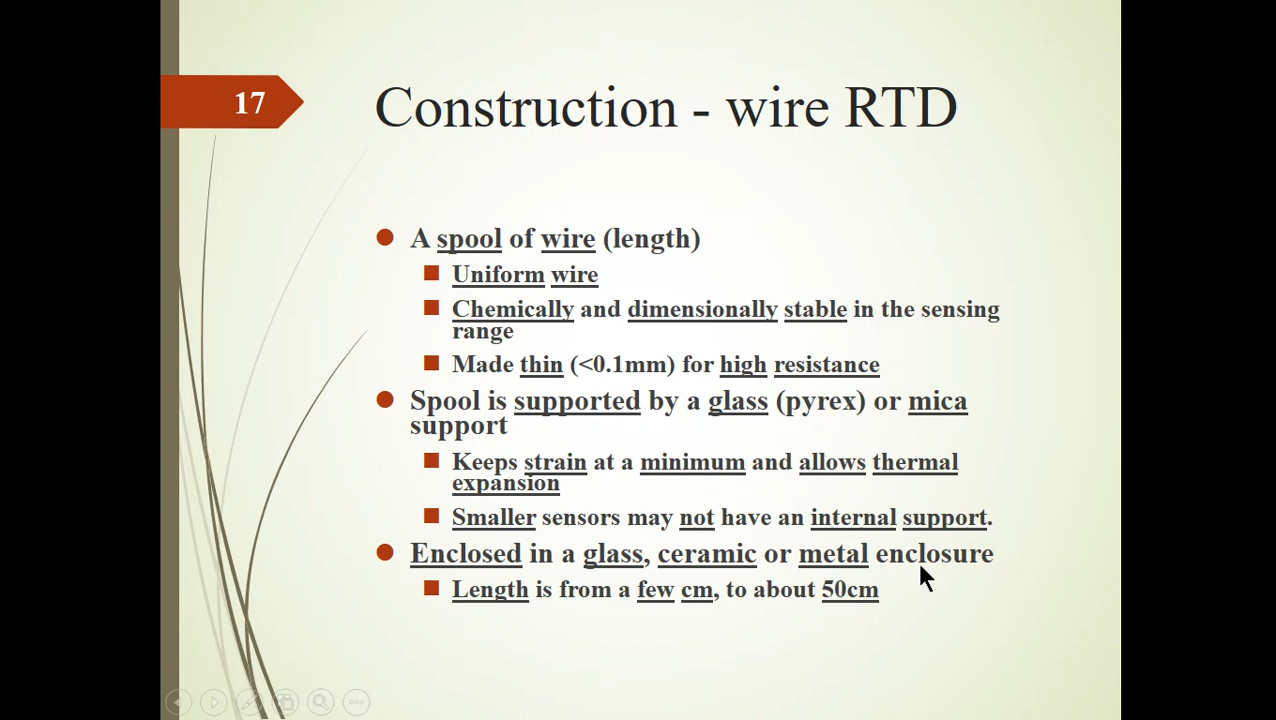 17
Construction - wire RTD
A spool of wire (length)
Uniform wire
Chemically and dimensionally stable in the sensing
range
Made thin (<0.1mm) for high resistance
Spool is supported by a glass (pyrex) or mica
support
Keeps strain at a minimum and allows thermal
expansion
Smaller sensors may not have an internal support.
Enclosed in a glass, ceramic or metal enclosure
Length is from a few cm, to about 50cm